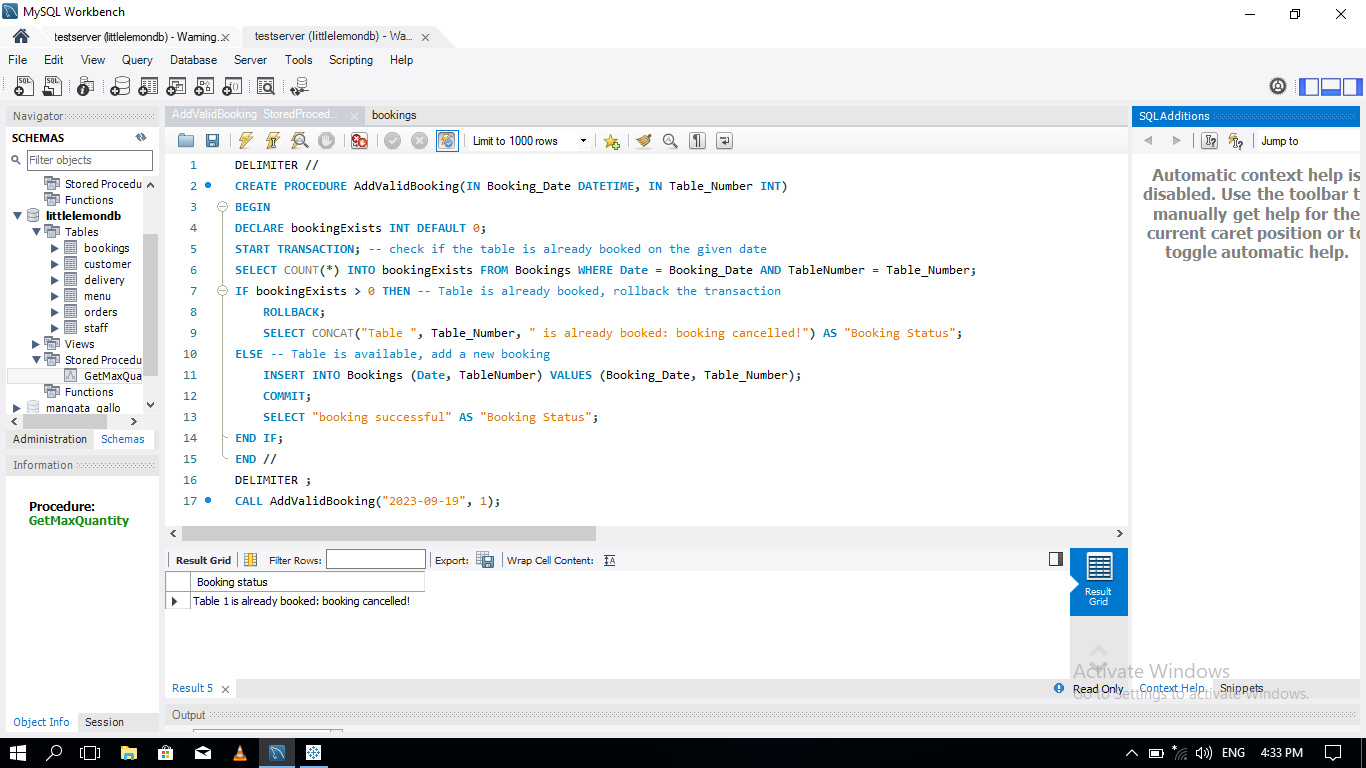 MySQL Workbench
testserver (littlelemondb) - Warning...
testserver (littlelemondb) - Wa...
File Edit View Query Database Server Tools Scripting Help
Navigator
SCHEMAS
Filter objects
Stored Procedu
Functions
littlelemondb
Tables
bookings
customer
delivery
menu
orders
staff
Views
Stored Procedu
GetMaxQua
Functions
mangata_gallo
Administration Schemas
Information
Procedure:
GetMaxQuantity
Object Info Session
AddValidBooking StoredProced...
bookings
Limit to 1000 rows
1 DELIMITER //
2 CREATE PROCEDURE AddValidBooking(IN Booking_Date DATETIME, IN Table_Number INT)
3 BEGIN
4 DECLARE bookingExists INT DEFAULT 0;
5 START TRANSACTION; -- check if the table is already booked on the given date
6 SELECT COUNT(*) INTO bookingExists FROM Bookings WHERE Date = Booking_Date AND TableNumber = Table_Number;
7 IF bookingExists > 0 THEN -- Table is already booked, rollback the transaction
8 ROLLBACK;
9 SELECT CONCAT("Table ", Table_Number, " is already booked: booking cancelled!") AS "Booking Status";
10 ELSE -- Table is available, add a new booking
11 INSERT INTO Bookings (Date, TableNumber) VALUES (Booking_Date, Table_Number);
12 COMMIT;
13 SELECT "booking successful" AS "Booking Status";
14 END IF;
15 END //
16 DELIMITER ;
17 CALL AddValidBooking("2023-09-19", 1);
Result Grid Filter Rows: Export: Wrap Cell Content:
Booking status
Table 1 is already booked: booking cancelled!
Result
Grid
Result 5
Read Only
Output
SQLAdditions
Jump to
Automatic context help is
disabled. Use the toolbar t
manually get help for the
current caret position or to
toggle automatic help.
Context Help Snippets
Activate Windows
Go to Settings to activate Windows.
ENG 4:33 PM